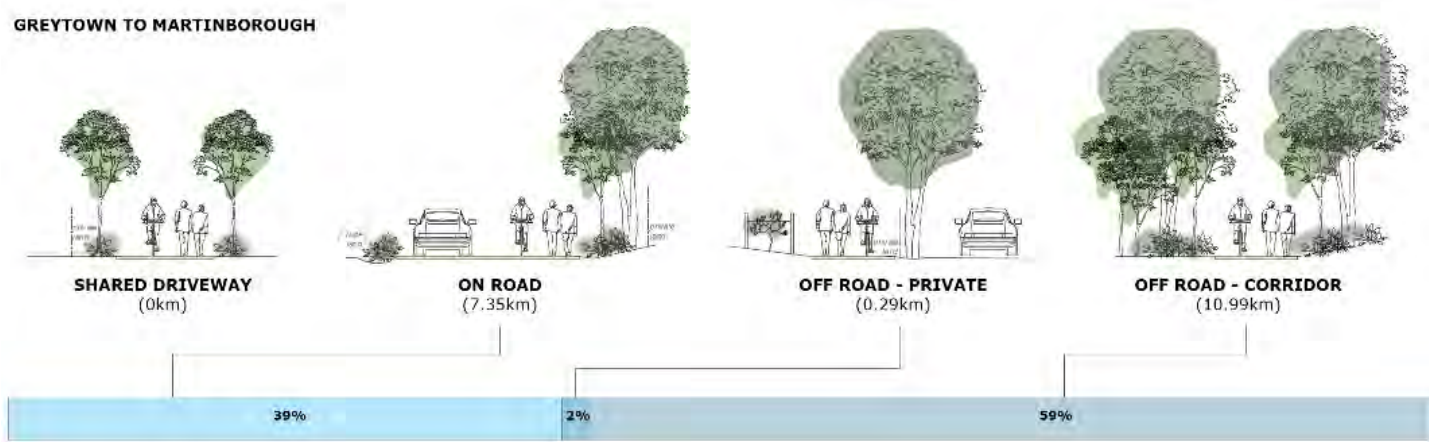 GREYTOWN TO MARTINBOROUGH
SHARED DRIVEWAY
(0km)
ON ROAD
(7.35km)
OFF ROAD - PRIVATE
(0.29km)
OFF ROAD - CORRIDOR
(10.99km)
39%
2%
59%